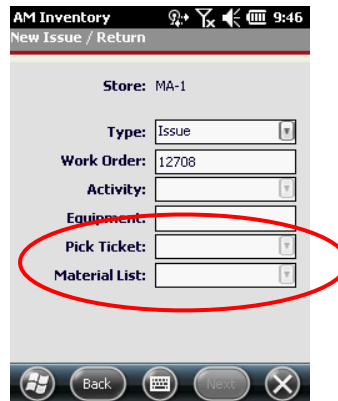 AM Inventory 9:46
New Issue / Return
Store: MA-1
Type: Issue
Work Order: 12708
Activity:
Equipment:
Pick Ticket:
Material List:
Back Next